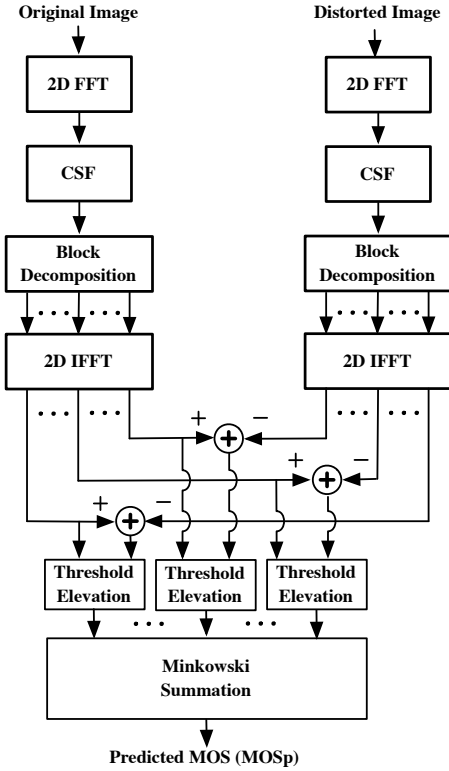 Original Image
Distorted Image
2D FFT
2D FFT
CSF
CSF
Block
Decomposition
Block
Decomposition
2D IFFT
2D IFFT
+
−
+
−
+
−
Threshold
Elevation
Threshold
Elevation
Threshold
Elevation
Minkowski
Summation
Predicted MOS (MOSp)